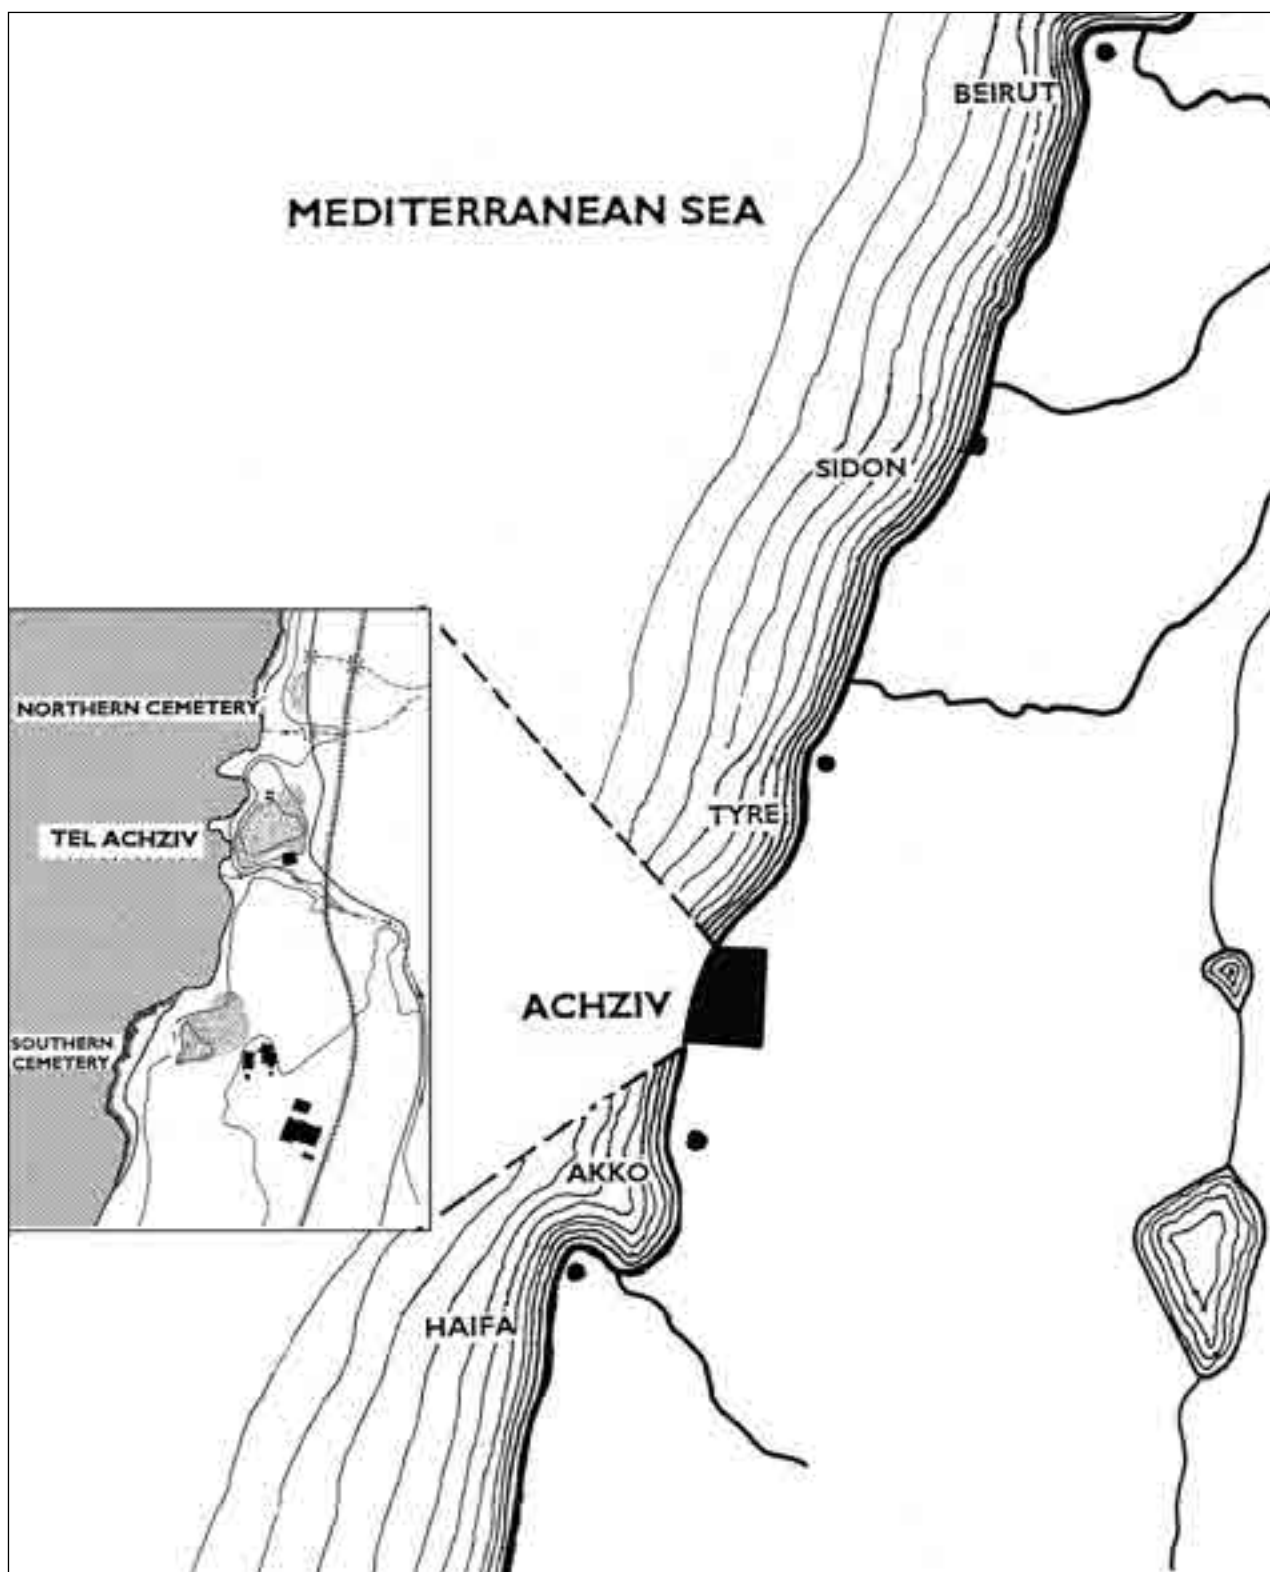 BEIRUT
MEDITERRANEAN SEA
SIDON
NORTHERN CEMETERY
TYRE
TEL ACHZIV
ACHZIV
SOUTHERN
CEMETERY
AKKO
HAIFA